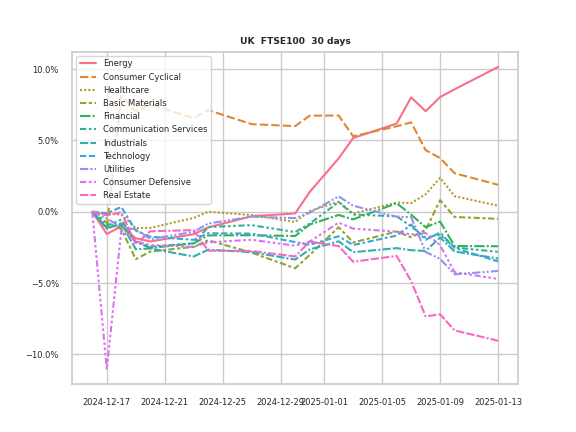 UK  FTSE100  30 days
10.0%
5.0%
0.0%
−5.0%
−10.0%
Energy
Consumer Cyclical
Healthcare
Basic Materials
Financial
Communication Services
Industrials
Technology
Utilities
Consumer Defensive
Real Estate
2024-12-17 2024-12-21 2024-12-25 2024-12-29 2025-01-01 2025-01-05 2025-01-09 2025-01-13